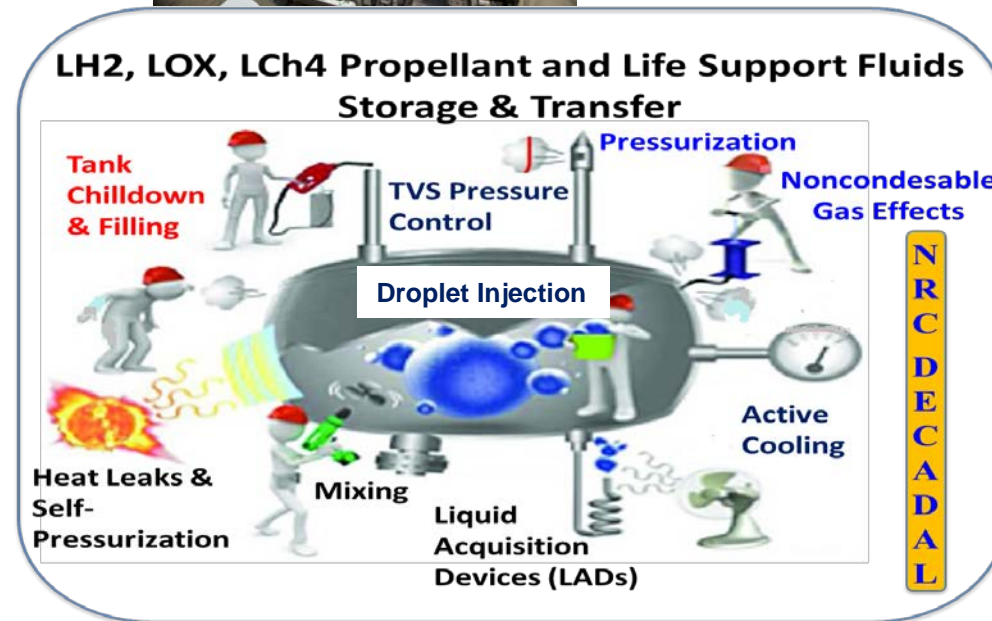 LH2, LOX, LCh4 Propellant and Life Support Fluids
Storage & Transfer
Tank
Chilldown
& Filling
TVS Pressure
Control
Pressurization
Noncondesable
Gas Effects
Droplet Injection
Active
Cooling
Heat Leaks &
Self-
Pressurization
Mixing
Liquid
Acquisition
Devices (LADs)
N
R
C
D
E
C
A
D
A
L